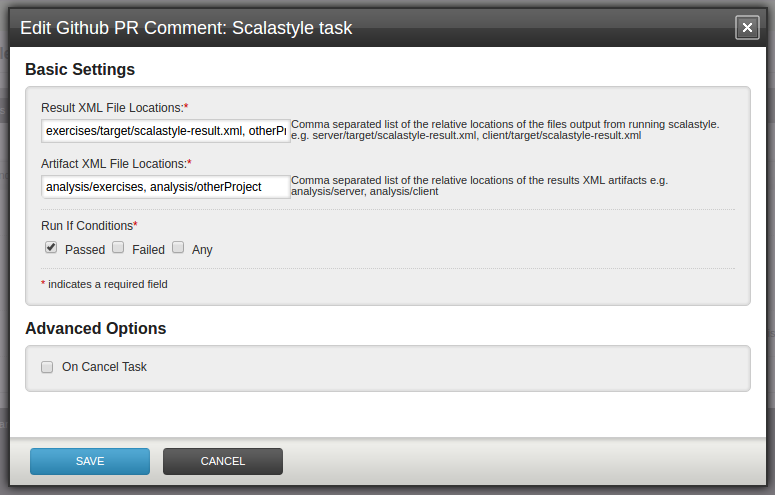 Edit Github PR Comment: Scalastyle task
Basic Settings
Result XML File Locations:*
exercises/target/scalastyle-result.xml, otherPr
Comma separated list of the relative locations of the files output from running scalastyle.
e.g. server/target/scalastyle-result.xml, client/target/scalastyle-result.xml
Artifact XML File Locations:*
analysis/exercises, analysis/otherProject
Comma separated list of the relative locations of the results XML artifacts e.g.
analysis/server, analysis/client
Run If Conditions*
Passed Failed Any
* indicates a required field
Advanced Options
On Cancel Task
SAVE CANCEL